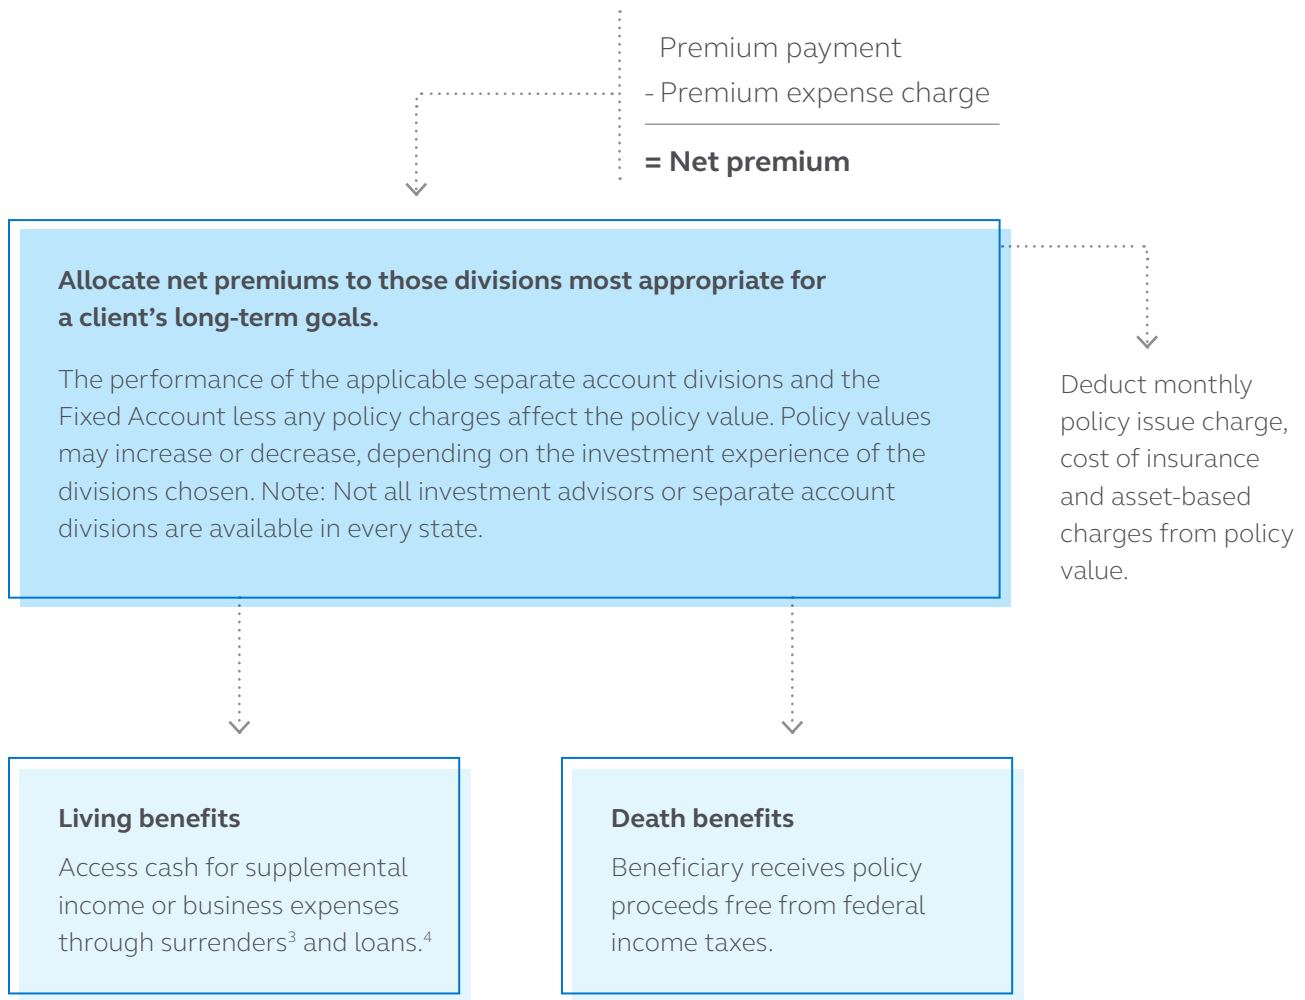 Premium payment
- Premium expense charge
= Net premium
Allocate net premiums to those divisions most appropriate for
a client’s long-term goals.
The performance of the applicable separate account divisions and the
Fixed Account less any policy charges affect the policy value. Policy values
may increase or decrease, depending on the investment experience of the
divisions chosen. Note: Not all investment advisors or separate account
divisions are available in every state.
Deduct monthly
policy issue charge,
cost of insurance
and asset-based
charges from policy
value.
Living benefits
Access cash for supplemental
income or business expenses
through surrenders³ and loans.⁴
Death benefits
Beneficiary receives policy
proceeds free from federal
income taxes.